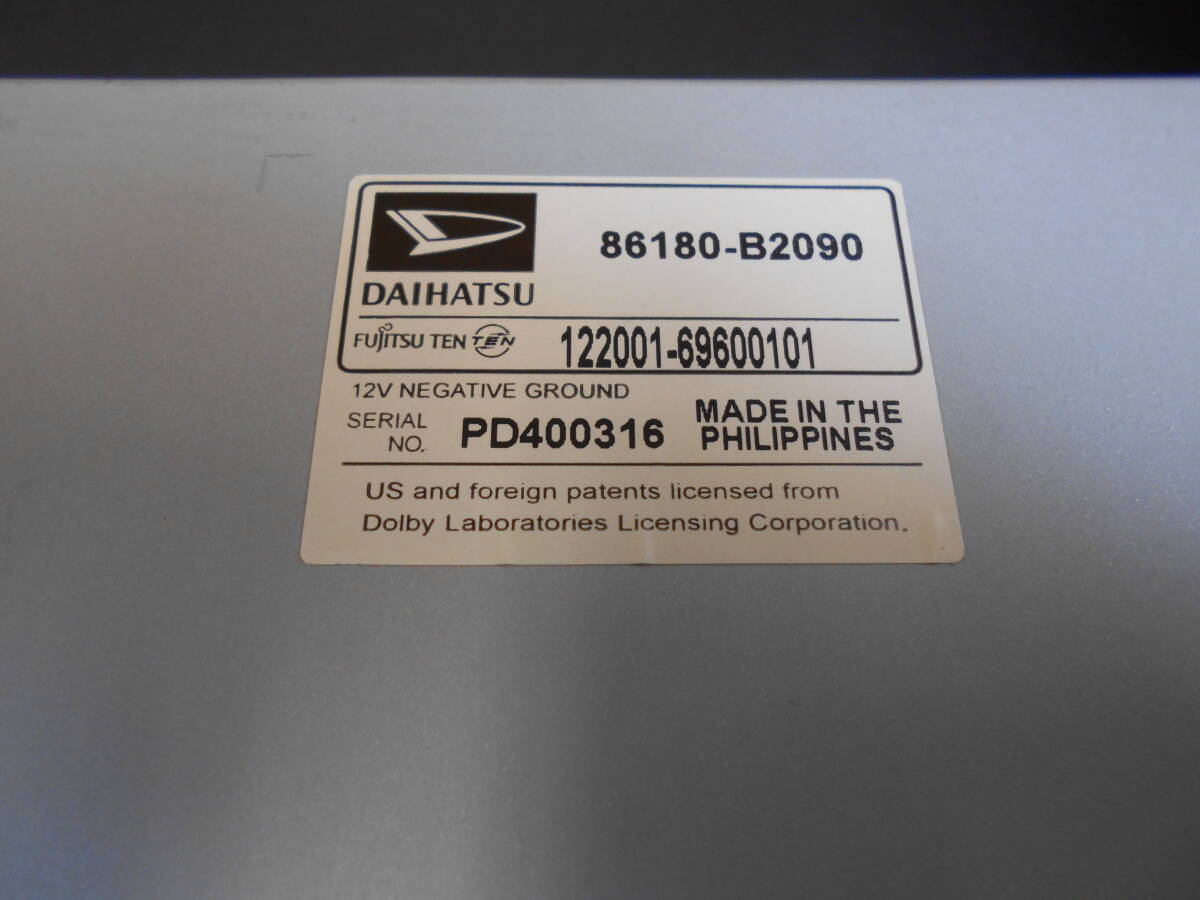 86180-B2090
DAIHATSU
FUJITSU TEN TEN 122001-69600101
12V NEGATIVE GROUND
SERIAL NO. PD400316 MADE IN THE PHILIPPINES
US and foreign patents licensed from
Dolby Laboratories Licensing Corporation.